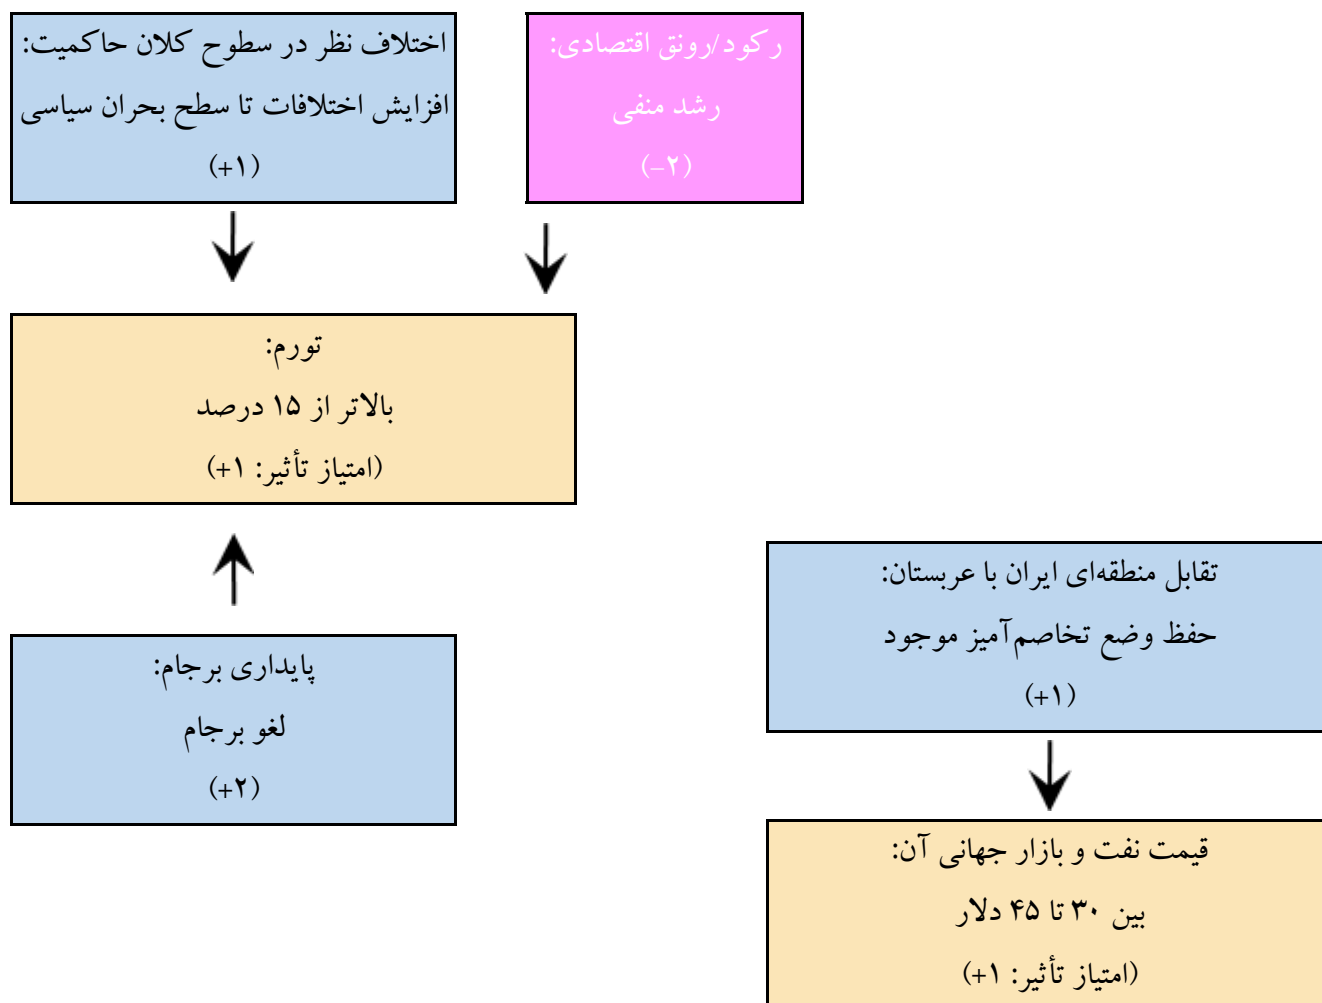 اختلاف نظر در سطوح کلان حاکمیت:
افزایش اختلافات تا سطح بحران سیاسی
(+۱)
رکود/رونق اقتصادی:
رشد منفی
(–۲)
تورم:
بالاتر از ۱۵ درصد
(امتیاز تأثیر: ۱+)
پایداری برجام:
لغو برجام
(+۲)
تقابل منطقه‌ای ایران با عربستان:
حفظ وضع تخاصم‌آمیز موجود
(+۱)
قیمت نفت و بازار جهانی آن:
بین ۳۰ تا ۴۵ دلار
(امتیاز تأثیر: ۱+)